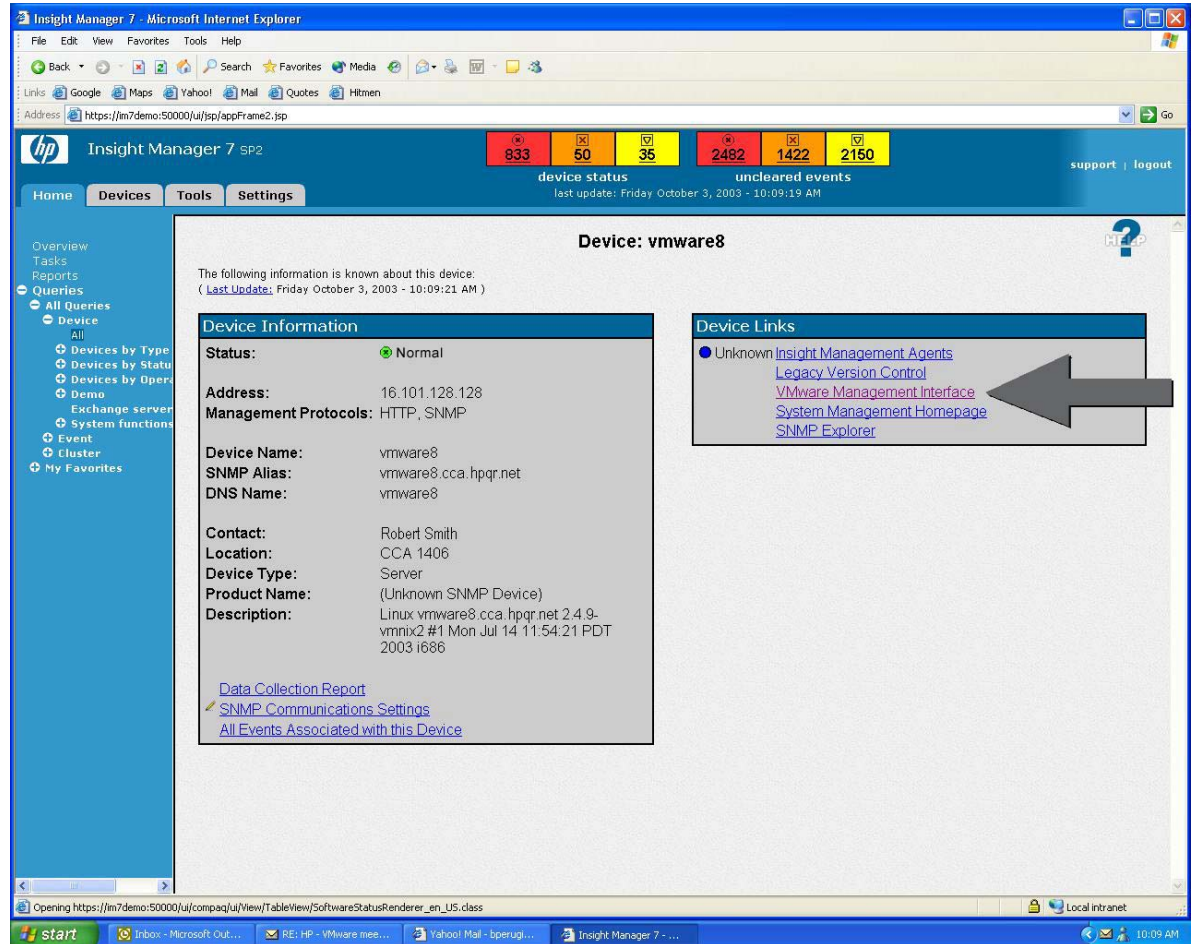 Insight Manager 7 - Microsoft Internet Explorer
File Edit View Favorites Tools Help
Back Search Favorites Media
Links Google Maps Yahoo! Mail Quotes Hitmen
Address https://im7demo:50000/ui/jsp/appFrame2.jsp Go
hp Insight Manager 7 SP2
833 50 35 2482 1422 2150
device status uncleared events
last update: Friday October 3, 2003 - 10:09:19 AM
support | logout
Home Devices Tools Settings
Overview
Tasks
Reports
Queries
All Queries
Device
All
Devices by Type
Devices by Statu
Devices by Opera
Demo
Exchange server
System functions
Event
Cluster
My Favorites
Device: vmware8
HELP
The following information is known about this device:
( Last Update: Friday October 3, 2003 - 10:09:21 AM )
Device Information
Status: Normal
Address: 16.101.128.128
Management Protocols: HTTP, SNMP
Device Name: vmware8
SNMP Alias: vmware8.cca.hpqr.net
DNS Name: vmware8
Contact: Robert Smith
Location: CCA 1406
Device Type: Server
Product Name: (Unknown SNMP Device)
Description: Linux vmware8.cca.hpqr.net 2.4.9-
vmnix2 #1 Mon Jul 14 11:54:21 PDT
2003 i686
Data Collection Report
SNMP Communications Settings
All Events Associated with this Device
Device Links
Unknown Insight Management Agents
Legacy Version Control
VMware Management Interface
System Management Homepage
SNMP Explorer
Opening https://im7demo:50000/ui/compaq/ui/View/TableView/SoftwareStatusRenderer_en_US.class
Local intranet
start Inbox - Microsoft Out... RE: HP - VMware mee... Yahoo! Mail - bperugi... Insight Manager 7 - ... 10:09 AM